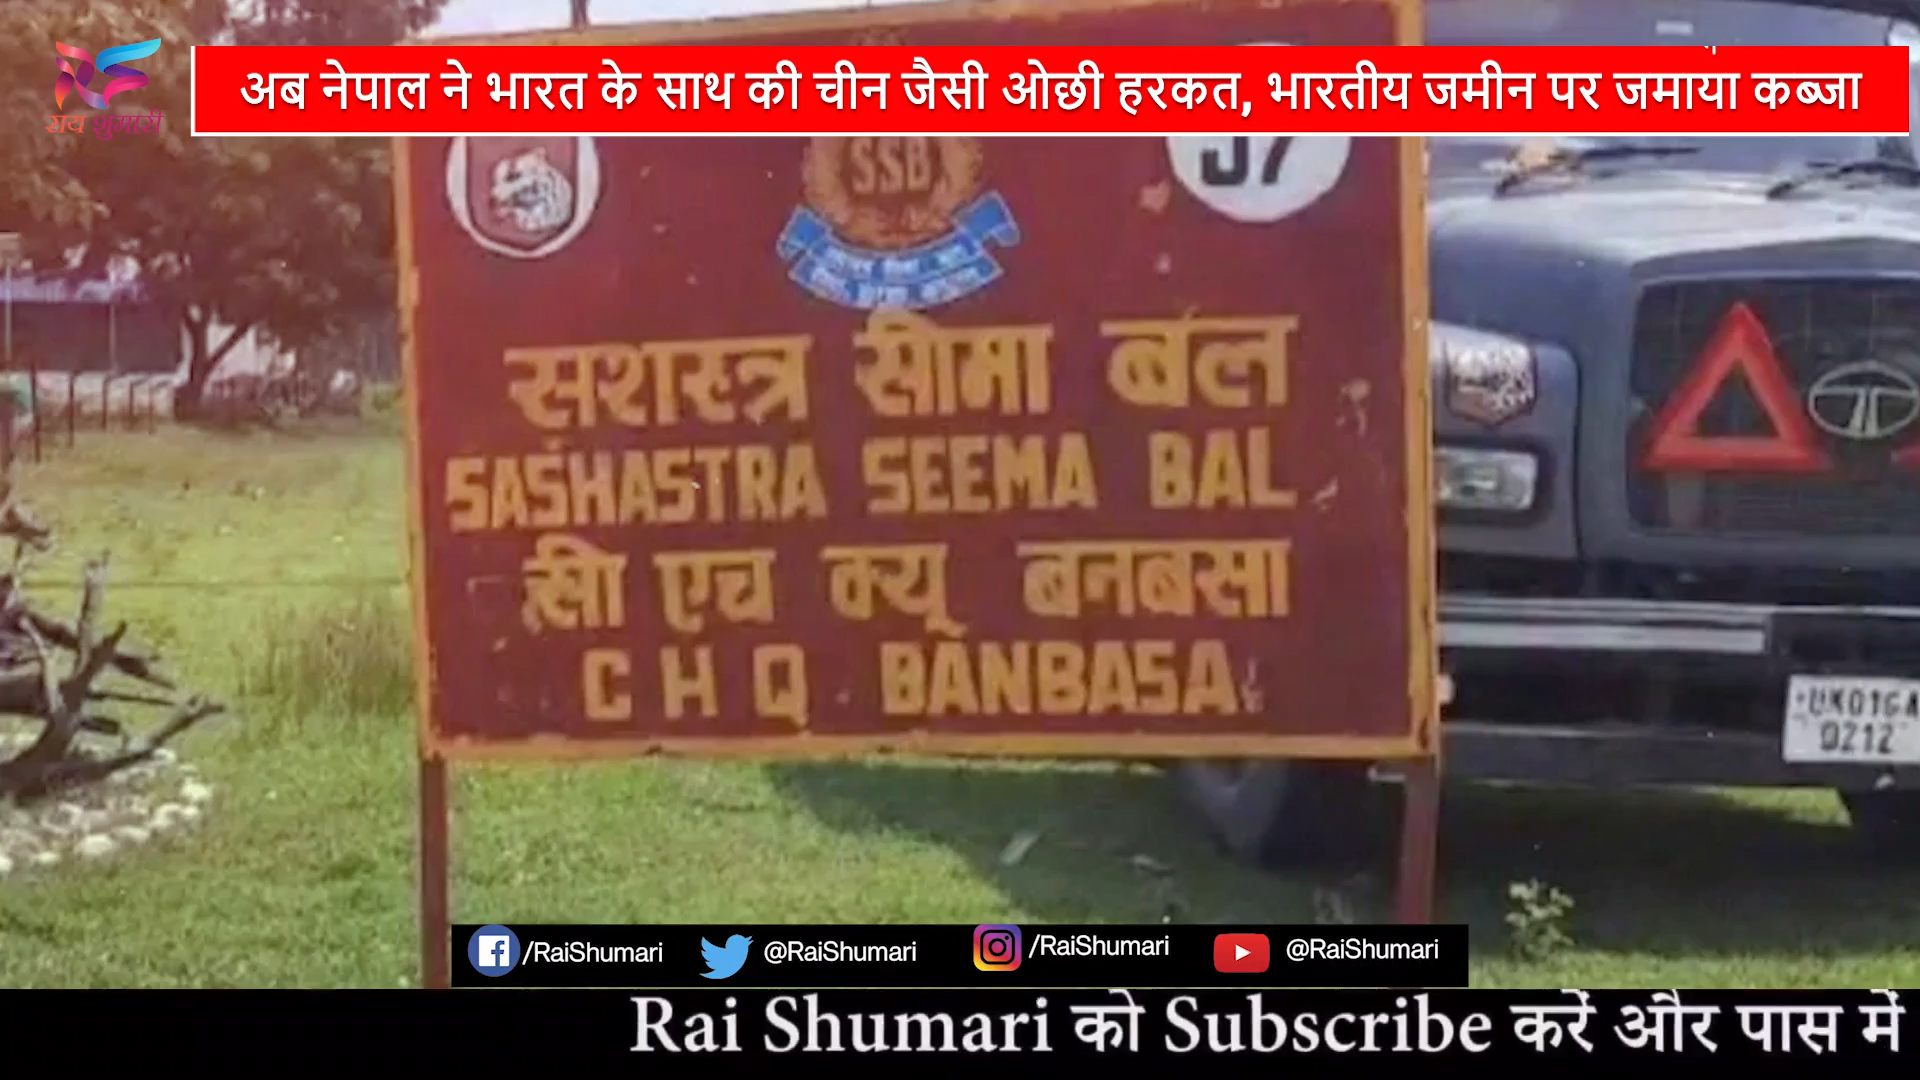 अब नेपाल ने भारत के साथ की चीन जैसी ओछी हरकत, भारतीय जमीन पर जमाया कब्जा
राय शुमारी
SSB
57
सशस्त्र सीमा बल
SASHASTRA SEEMA BAL
सी एच क्यू बनबसा
C H Q BANBASA
UK01GA
0212
/RaiShumari @RaiShumari /RaiShumari @RaiShumari
Rai Shumari को Subscribe करें और पास में